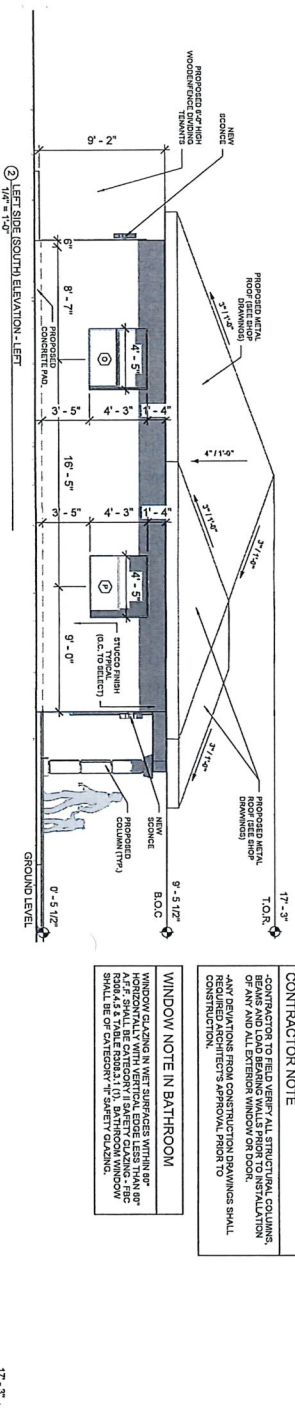 PROPOSED 6'-0" HIGH
WOODENFENCE DIVIDING
TENANTS
NEW
SCONCE
PROPOSED METAL
ROOF (SEE SHOP
DRAWINGS)
3" / 1'-0"
4" / 1'-0"
3" / 1'-0"
3" / 1'-0"
3" / 1'-0"
PROPOSED METAL
ROOF (SEE SHOP
DRAWINGS)
17' - 3"
T.O.R.
9' - 5 1/2"
B.O.C
0' - 5 1/2"
GROUND LEVEL
9' - 2"
6"
8' - 7"
16' - 5"
9' - 0"
O
4' - 5"
3' - 5"
4' - 3"
1' - 4"
P
4' - 5"
3' - 5"
4' - 3"
1' - 4"
PROPOSED
CONCRETE PAD
STUCCO FINISH
TYPICAL
(G.C. TO SELECT)
NEW
SCONCE
PROPOSED
COLUMN (TYP.)
2
LEFT SIDE (SOUTH) ELEVATION - LEFT
1/4" = 1'-0"
CONTRACTOR NOTE
-CONTRACTOR TO FIELD VERIFY ALL STRUCTURAL COLUMNS,
BEAMS AND LOAD BEARING WALLS PRIOR TO INSTALLATION
OF ANY AND ALL EXTERIOR WINDOW OR DOOR.
-ANY DEVIATIONS FROM CONSTRUCTION DRAWINGS SHALL
REQUIRED ARCHITECT'S APPROVAL PRIOR TO
CONSTRUCTION.
WINDOW NOTE IN BATHROOM
WINDOW GLAZING IN WET SURFACES WITHIN 60"
HORIZONTALLY WITH VERTICAL EDGE LESS THAN 60"
A.F.F. SHALL BE CATEGORY II SAFETY GLAZING - FBC
R308.4.5 & TABLE R308.3.1 (1). BATHROOM WINDOW
SHALL BE OF CATEGORY "II" SAFETY GLAZING.
17' - 3"